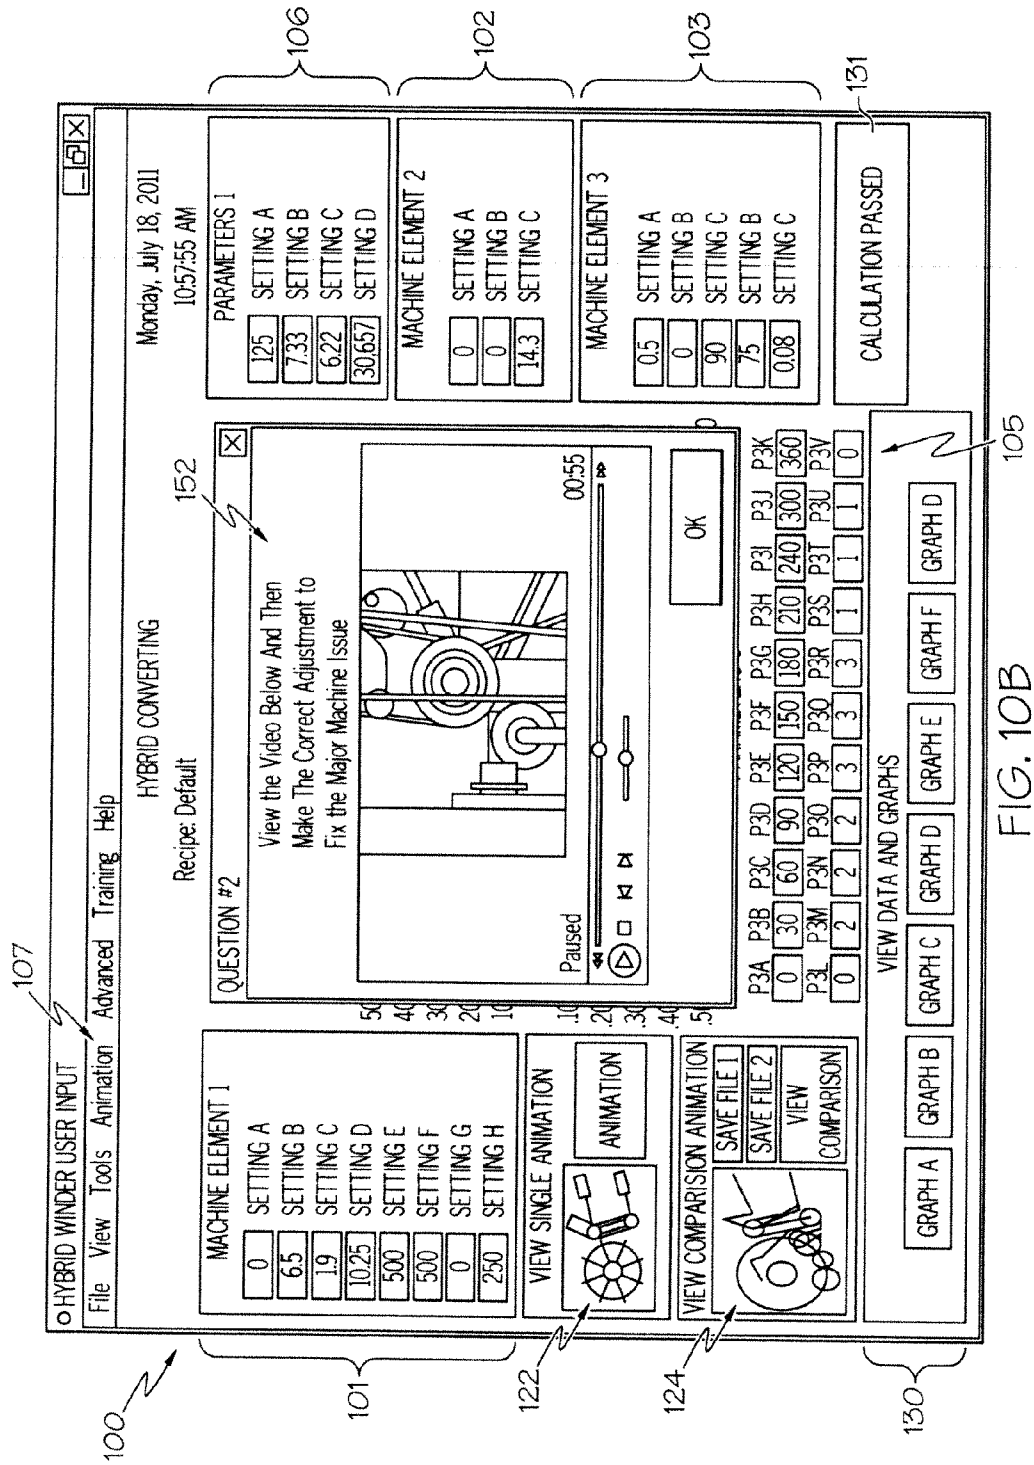 100
107
HYBRID WINDER USER INPUT
File View Tools Animation Advanced Training Help
HYBRID CONVERTING
Recipe: Default
Monday, July 18, 2011
10:57:55 AM
101
MACHINE ELEMENT 1
0 SETTING A
6.5 SETTING B
1.9 SETTING C
10.25 SETTING D
500 SETTING E
500 SETTING F
0 SETTING G
250 SETTING H
122
VIEW SINGLE ANIMATION
ANIMATION
124
VIEW COMPARISION ANIMATION
SAVE FILE 1
SAVE FILE 2
VIEW
COMPARISON
50
40
30
20
10
.10
.20
.30
.40
.50
QUESTION #2
152
View the Video Below And Then
Make The Correct Adjustment to
Fix the Major Machine Issue
Paused
00:55
OK
P3A P3B P3C P3D P3E P3F P3G P3H P3I P3J P3K
0 30 60 90 120 150 180 210 240 300 360
P3L P3M P3N P3O P3P P3Q P3R P3S P3T P3U P3V
0 2 2 2 3 3 3 1 1 1 0
106
PARAMETERS 1
125 SETTING A
7.33 SETTING B
6.22 SETTING C
30.657 SETTING D
102
MACHINE ELEMENT 2
0 SETTING A
0 SETTING B
14.3 SETTING C
103
MACHINE ELEMENT 3
0.5 SETTING A
0 SETTING B
90 SETTING C
75 SETTING B
0.08 SETTING C
131
CALCULATION PASSED
130
VIEW DATA AND GRAPHS
105
GRAPH A GRAPH B GRAPH C GRAPH D GRAPH E GRAPH F GRAPH D
FIG. 10B